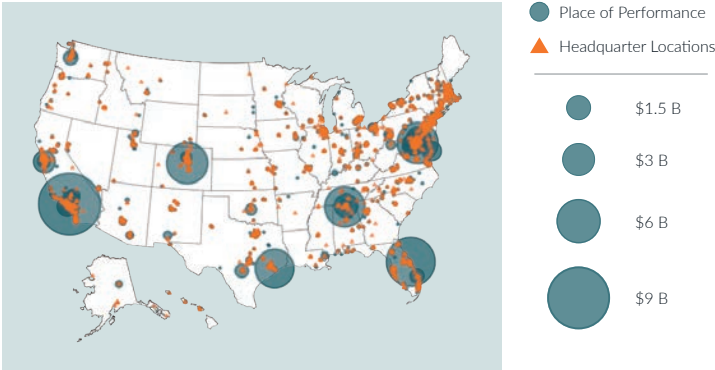 Place of Performance
Headquarter Locations
$1.5 B
$3 B
$6 B
$9 B